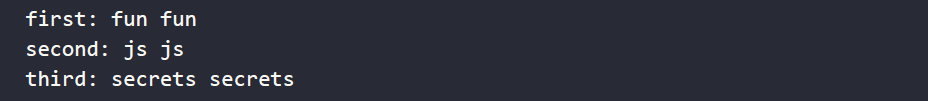 first: fun fun
second: js js
third: secrets secrets